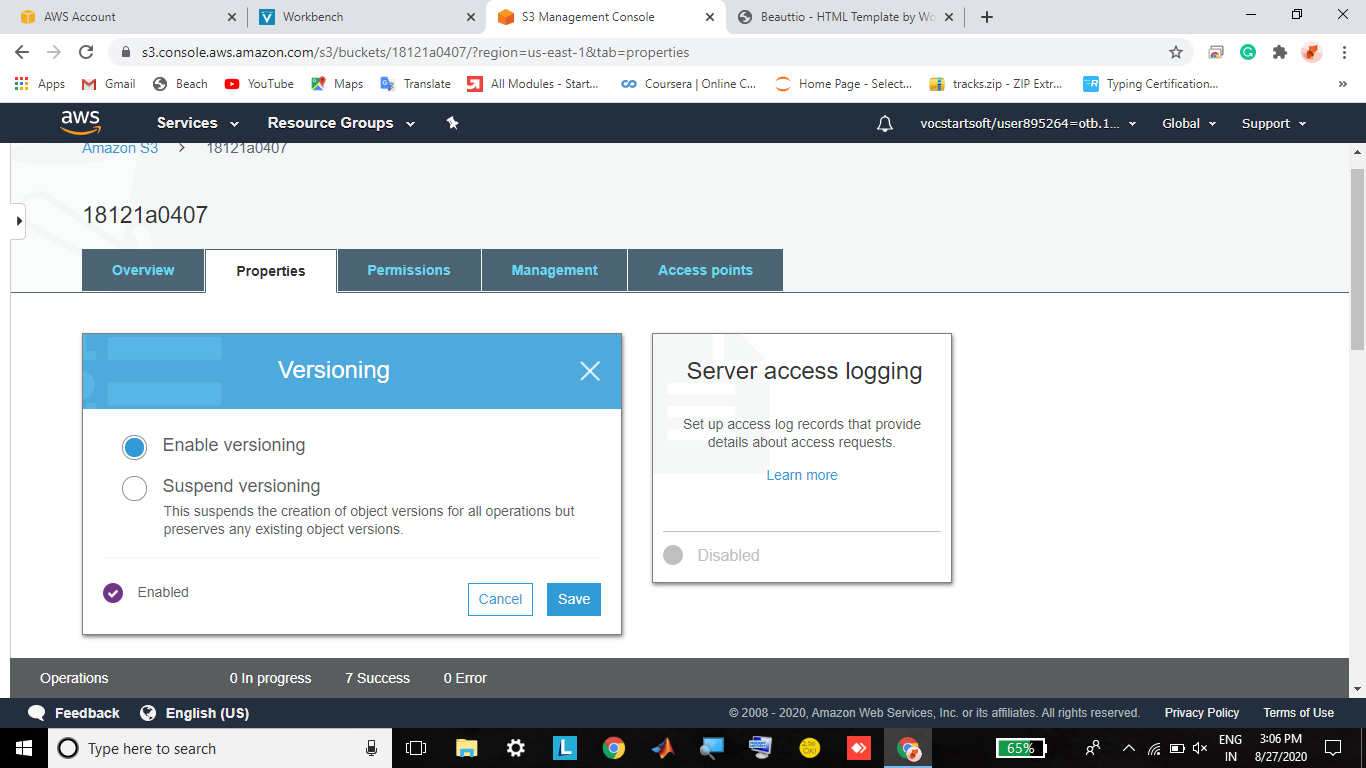 AWS Account
Workbench
S3 Management Console
Beauttio - HTML Template by Wo
s3.console.aws.amazon.com/s3/buckets/18121a0407/?region=us-east-1&tab=properties
Apps
Gmail
Beach
YouTube
Maps
Translate
All Modules - Start...
Coursera | Online C...
Home Page - Select...
tracks.zip - ZIP Extr...
Typing Certification...
aws
Services
Resource Groups
vocstartsoft/user895264=otb.1...
Global
Support
Amazon S3 > 18121a0407
18121a0407
Overview
Properties
Permissions
Management
Access points
Versioning
Enable versioning
Suspend versioning
This suspends the creation of object versions for all operations but
preserves any existing object versions.
Enabled
Cancel
Save
Server access logging
Set up access log records that provide
details about access requests.
Learn more
Disabled
Operations
0 In progress
7 Success
0 Error
Feedback
English (US)
© 2008 - 2020, Amazon Web Services, Inc. or its affiliates. All rights reserved.
Privacy Policy
Terms of Use
Type here to search
65%
ENG
IN
3:06 PM
8/27/2020